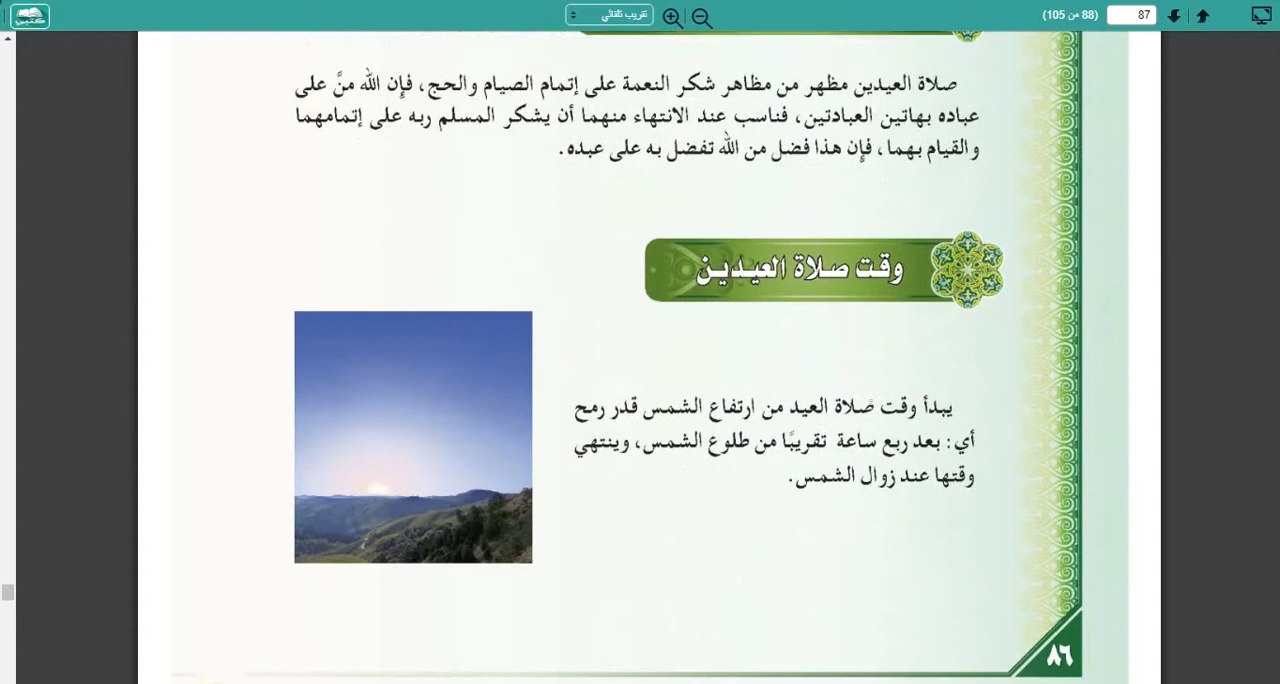 كتبي
تقريب تلقائي
(88 من 105)
87
صلاة العيدين مظهر من مظاهر شكر النعمة على إتمام الصيام والحج، فإن الله منَّ على
عباده بهاتين العبادتين، فناسب عند الانتهاء منهما أن يشكر المسلم ربه على إتمامهما
والقيام بهما، فإن هذا فضل من الله تفضل به على عبده.
وقت صلاة العيدين
يبدأ وقت صلاة العيد من ارتفاع الشمس قدر رمح
أي: بعد ربع ساعة تقريبًا من طلوع الشمس، وينتهي
وقتها عند زوال الشمس.
٨٦